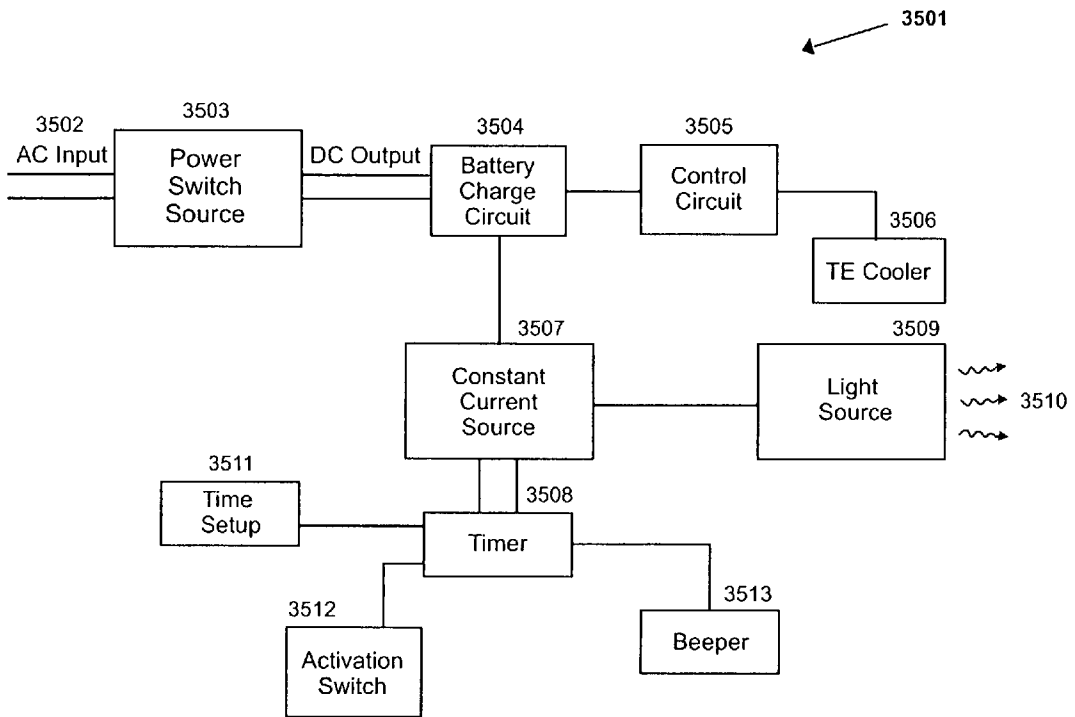 3501
3502
AC Input
3503
Power
Switch
Source
DC Output
3504
Battery
Charge
Circuit
3505
Control
Circuit
3506
TE Cooler
3507
Constant
Current
Source
3509
Light
Source
3510
3511
Time
Setup
3508
Timer
3512
Activation
Switch
3513
Beeper